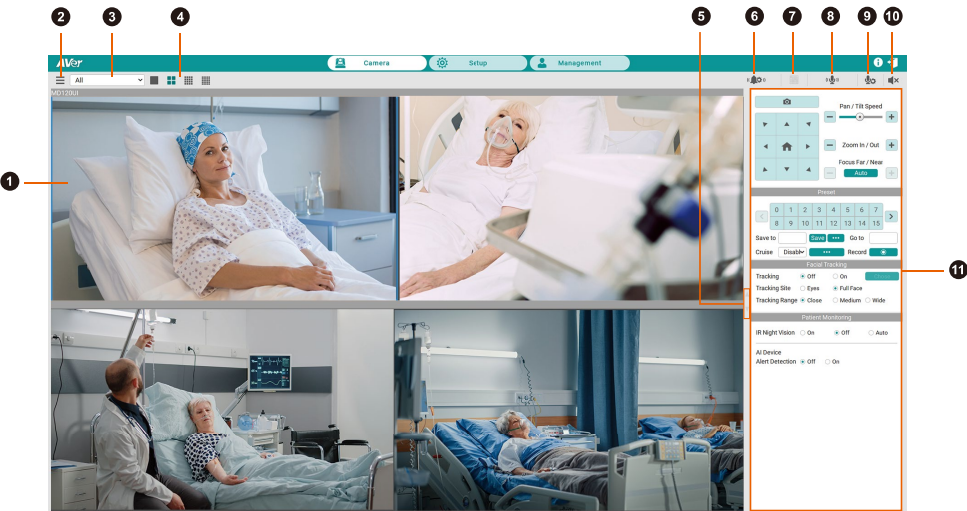 2 3 4 5 6 7 8 9 10
AVer Camera Setup Management
All
MD120UI
Pan / Tilt Speed
Zoom In / Out
Focus Far / Near
Auto
1
Preset
0 1 2 3 4 5 6 7
8 9 10 11 12 13 14 15
Save to Save ••• Go to
Cruise Disabl ••• Record
Facial Tracking
11
Tracking Off On
Tracking Site Eyes Full Face
Tracking Range Close Medium Wide
Patient Monitoring
IR Night Vision On Off Auto
AI Device
Alert Detection Off On